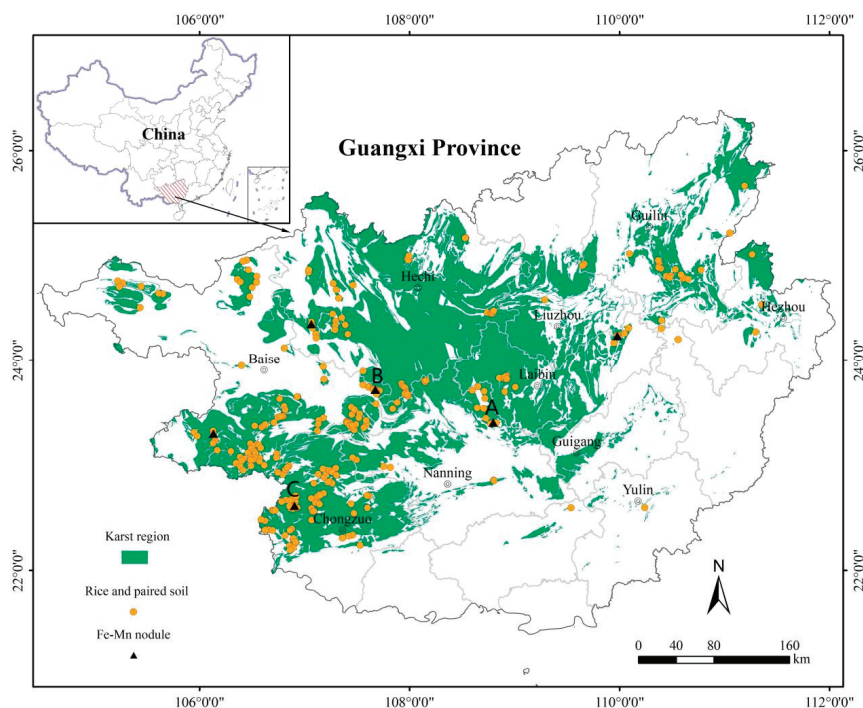 106°0'0" 108°0'0" 110°0'0" 112°0'0"
China
Guangxi Province
26°0'0" 26°0'0"
Guilin
Hechi
Hezhou
Liuzhou
24°0'0" 24°0'0"
Baise
B
Laibin
A
Guigang
Nanning
Yulin
C
Chongzuo
Karst region
22°0'0" 22°0'0"
Rice and paired soil
N
Fe-Mn nodule
0 40 80 160
km
106°0'0" 108°0'0" 110°0'0" 112°0'0"